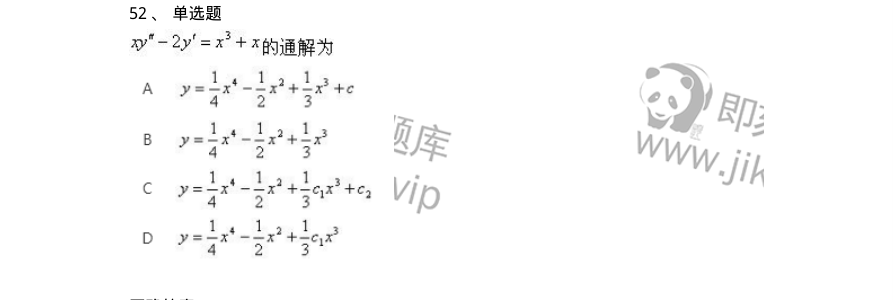 52 、 单选题
xy″ − 2y′ = x³ + x 的通解为
A y = 1/4 x⁴ − 1/2 x² + 1/3 x³ + c
B y = 1/4 x⁴ − 1/2 x² + 1/3 x³
C y = 1/4 x⁴ − 1/2 x² + 1/3 c₁x³ + c₂
D y = 1/4 x⁴ − 1/2 x² + 1/3 c₁x³
题库
vip
即刻
www.jik